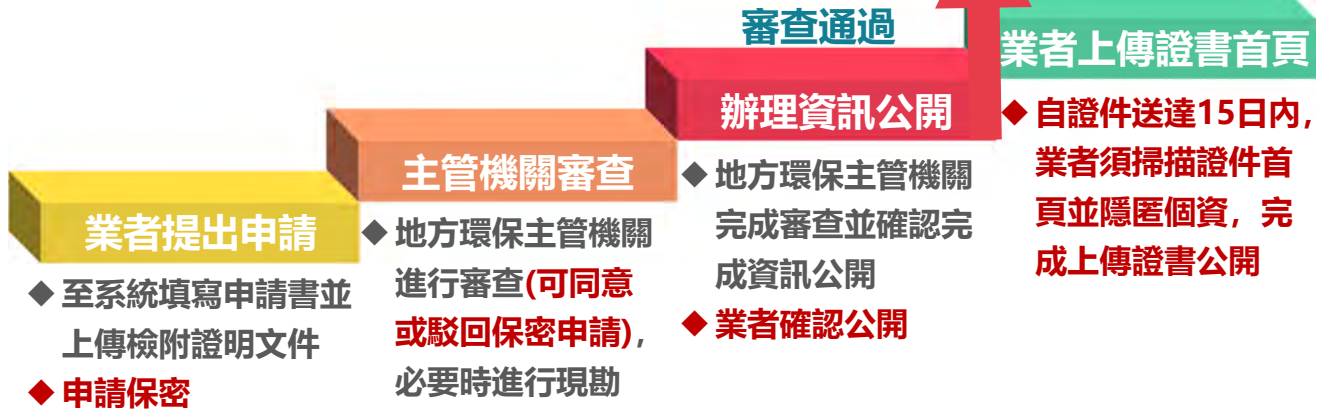 業者提出申請
◆ 至系統填寫申請書並
上傳檢附證明文件
◆ 申請保密
主管機關審查
◆ 地方環保主管機關
進行審查(可同意
或駁回保密申請)，
必要時進行現勘
審查通過
辦理資訊公開
◆ 地方環保主管機關
完成審查並確認完
成資訊公開
◆ 業者確認公開
業者上傳證書首頁
◆ 自證件送達15日內，
業者須掃描證件首
頁並隱匿個資，完
成上傳證書公開